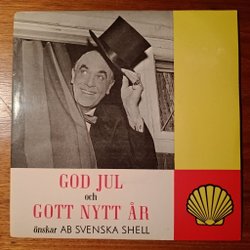 GOD JUL
och
GOTT NYTT ÅR
önskar AB SVENSKA SHELL